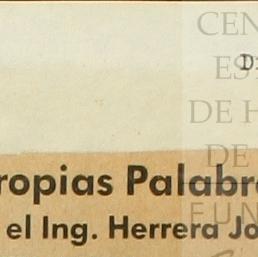 CEN
D
ES
DE H
DE
ropias Palabr
FUN
el Ing. Herrera Jo